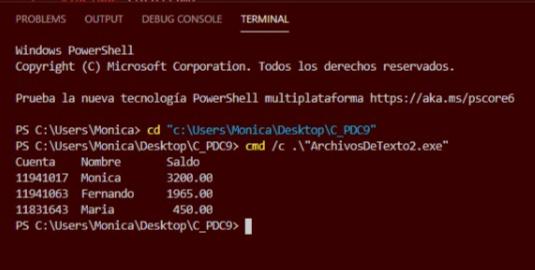 PROBLEMS OUTPUT DEBUG CONSOLE TERMINAL
Windows PowerShell
Copyright (C) Microsoft Corporation. Todos los derechos reservados.
Prueba la nueva tecnología PowerShell multiplataforma https://aka.ms/pscore6
PS C:\Users\Monica> cd "c:\Users\Monica\Desktop\C_PDC9"
PS C:\Users\Monica\Desktop\C_PDC9> cmd /c .\"ArchivosDeTexto2.exe"
Cuenta Nombre Saldo
11941017 Monica 3200.00
11941063 Fernando 1965.00
11831643 Maria 450.00
PS C:\Users\Monica\Desktop\C_PDC9>